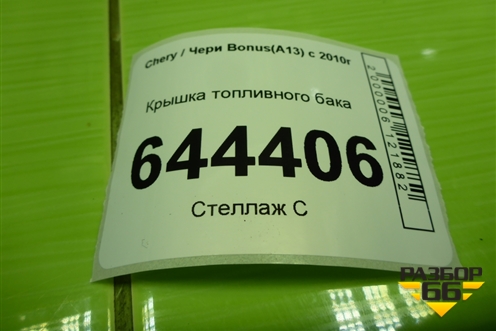 Chery / Чери Bonus(A13) с 2010г
Крышка топливного бака
644406
Стеллаж С
2000006121882
РАЗБОР
66